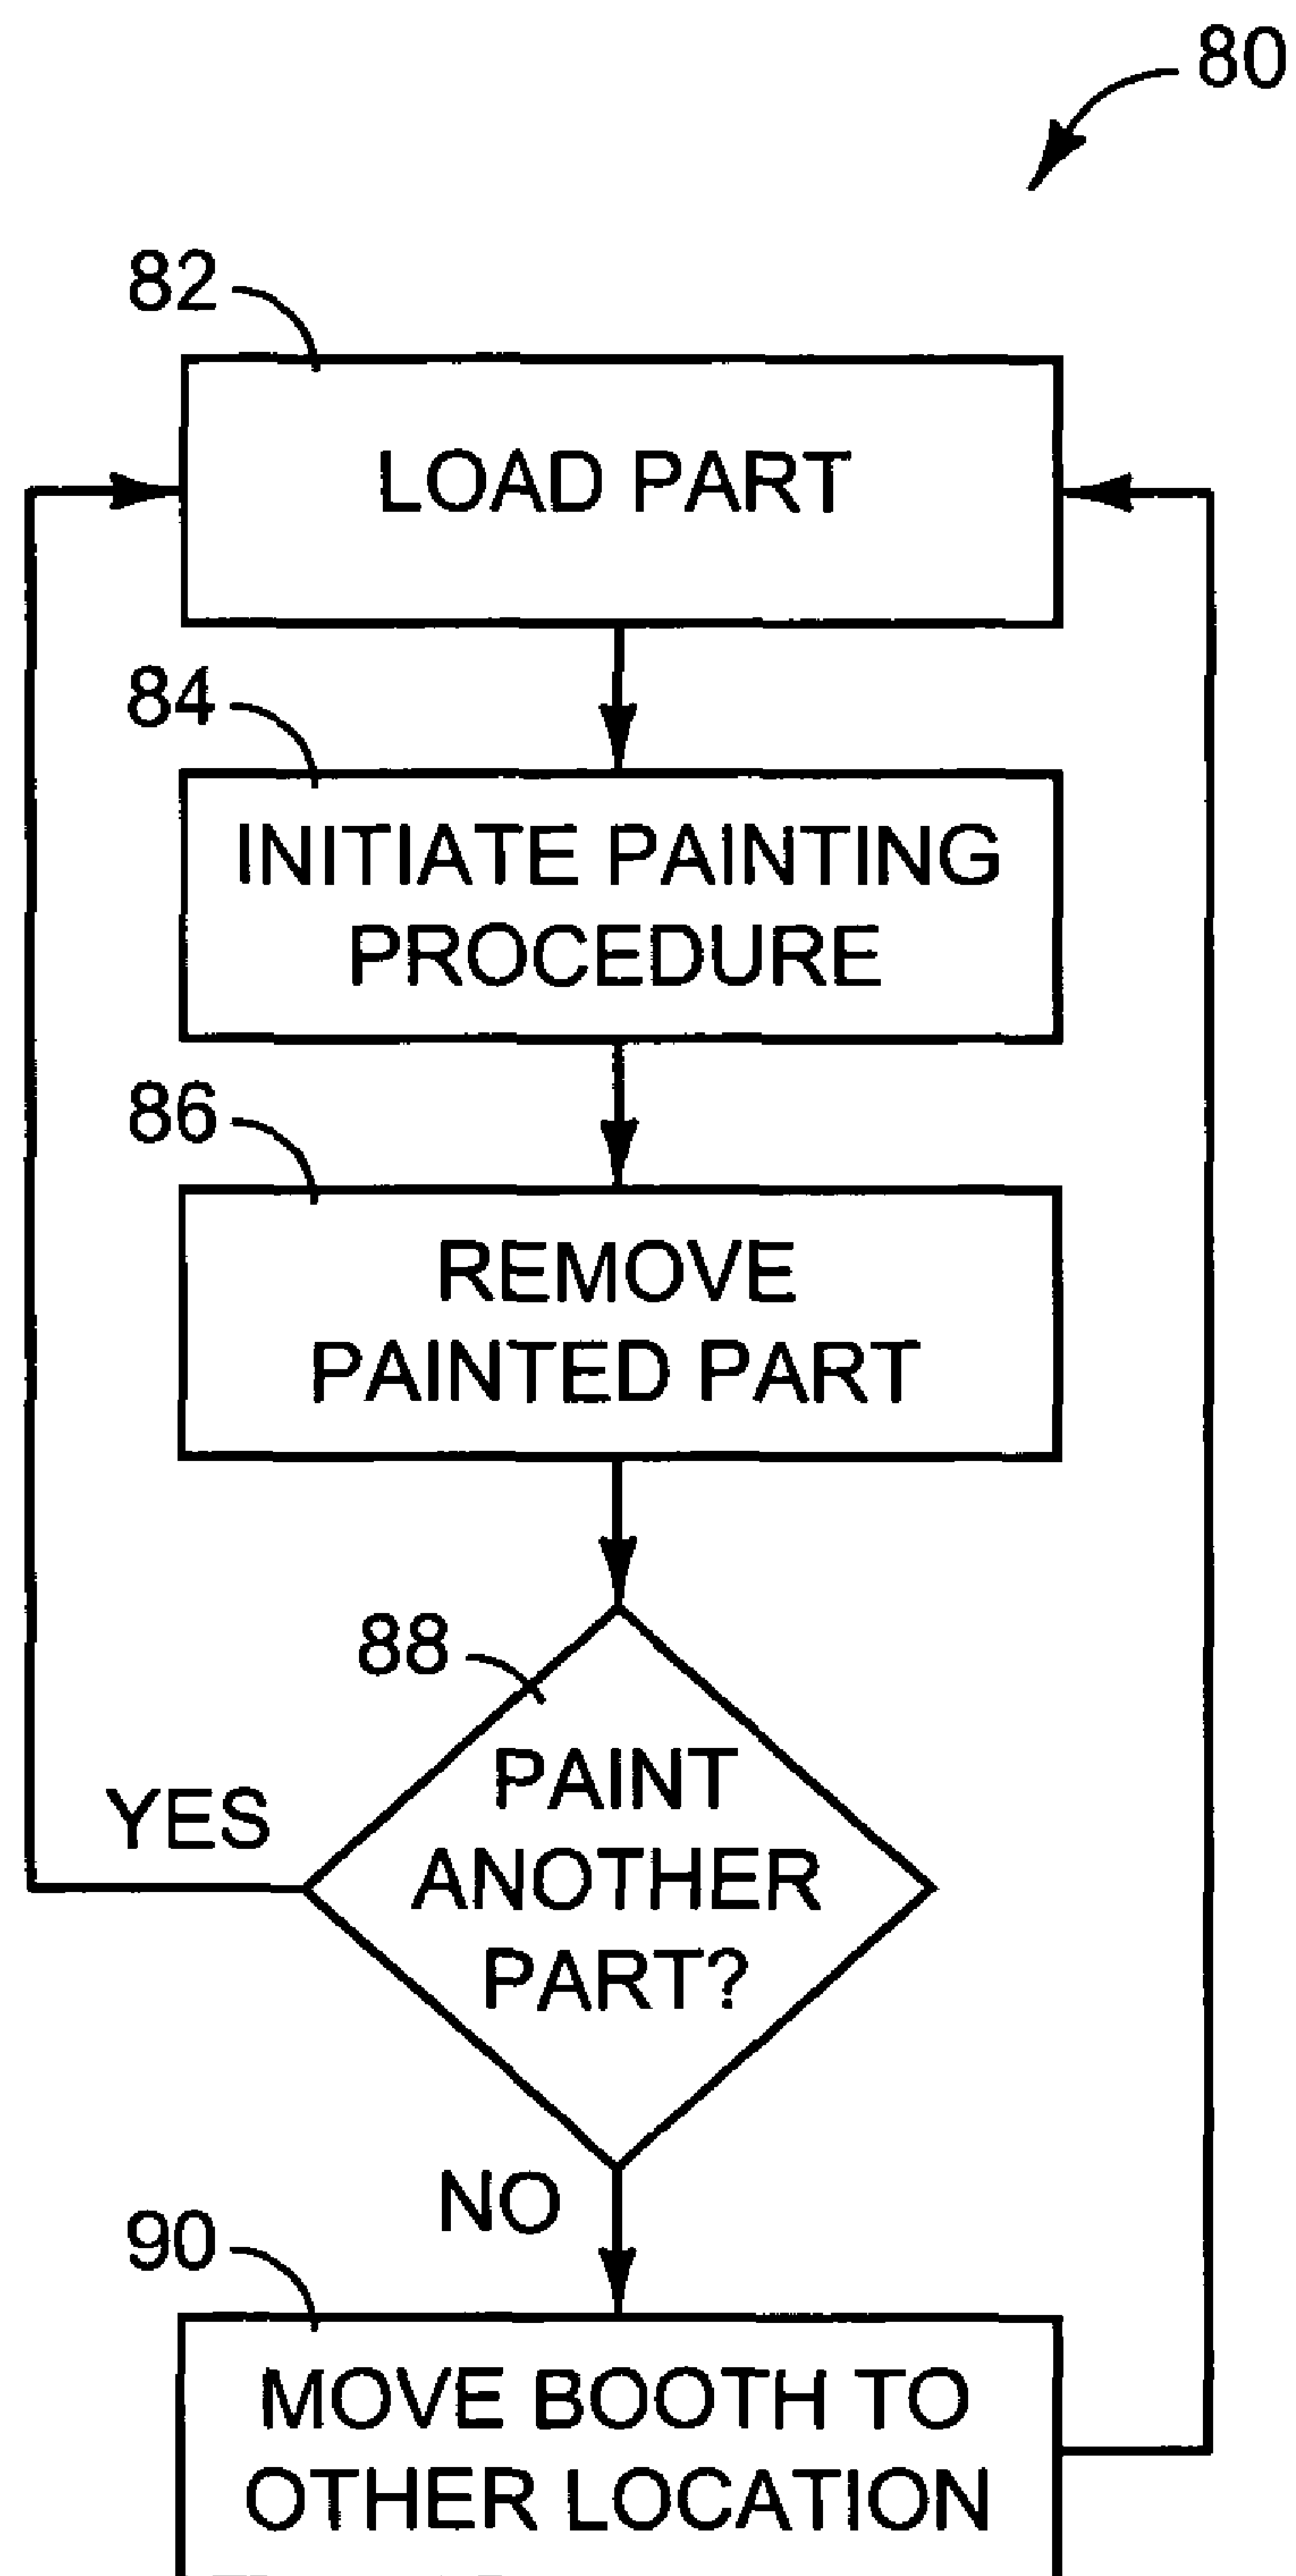 80
82
LOAD PART
84
INITIATE PAINTING
PROCEDURE
86
REMOVE
PAINTED PART
88
PAINT
ANOTHER
PART?
YES
NO
90
MOVE BOOTH TO
OTHER LOCATION